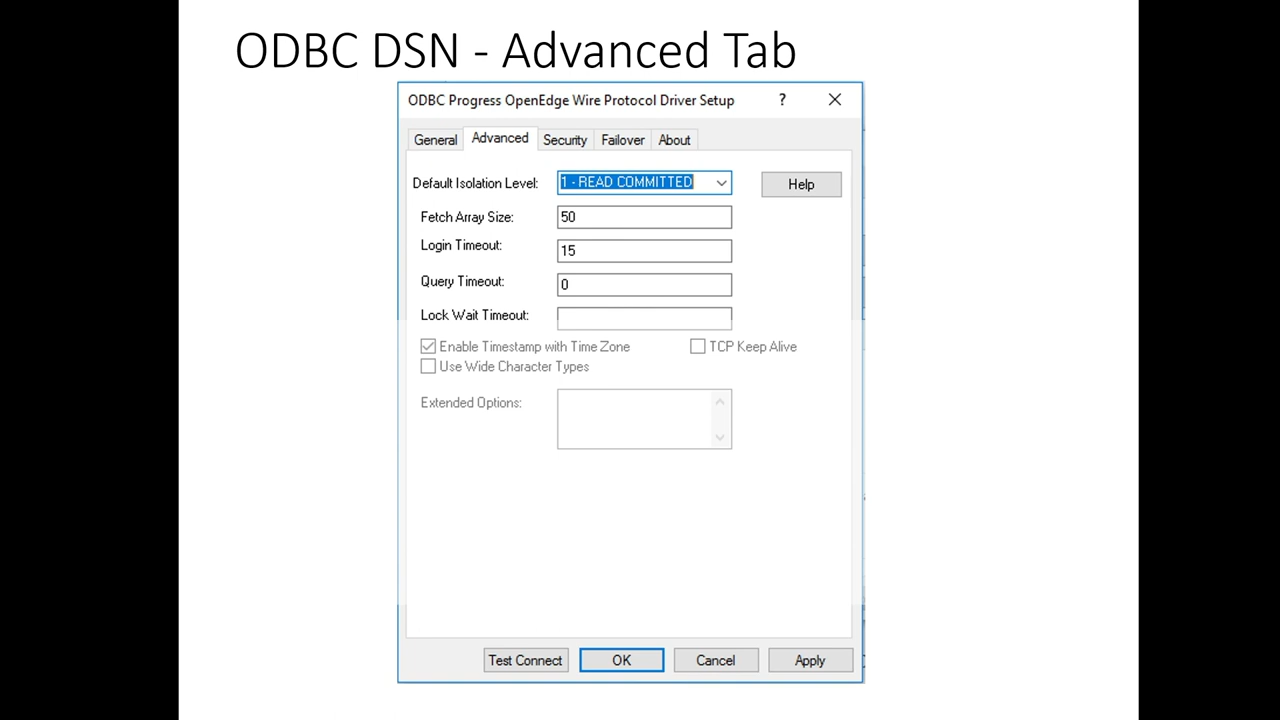 ODBC DSN - Advanced Tab
ODBC Progress OpenEdge Wire Protocol Driver Setup ?
General Advanced Security Failover About
Default Isolation Level: 1 - READ COMMITTED Help
Fetch Array Size: 50
Login Timeout: 15
Query Timeout: 0
Lock Wait Timeout:
Enable Timestamp with Time Zone TCP Keep Alive
Use Wide Character Types
Extended Options:
Test Connect OK Cancel Apply